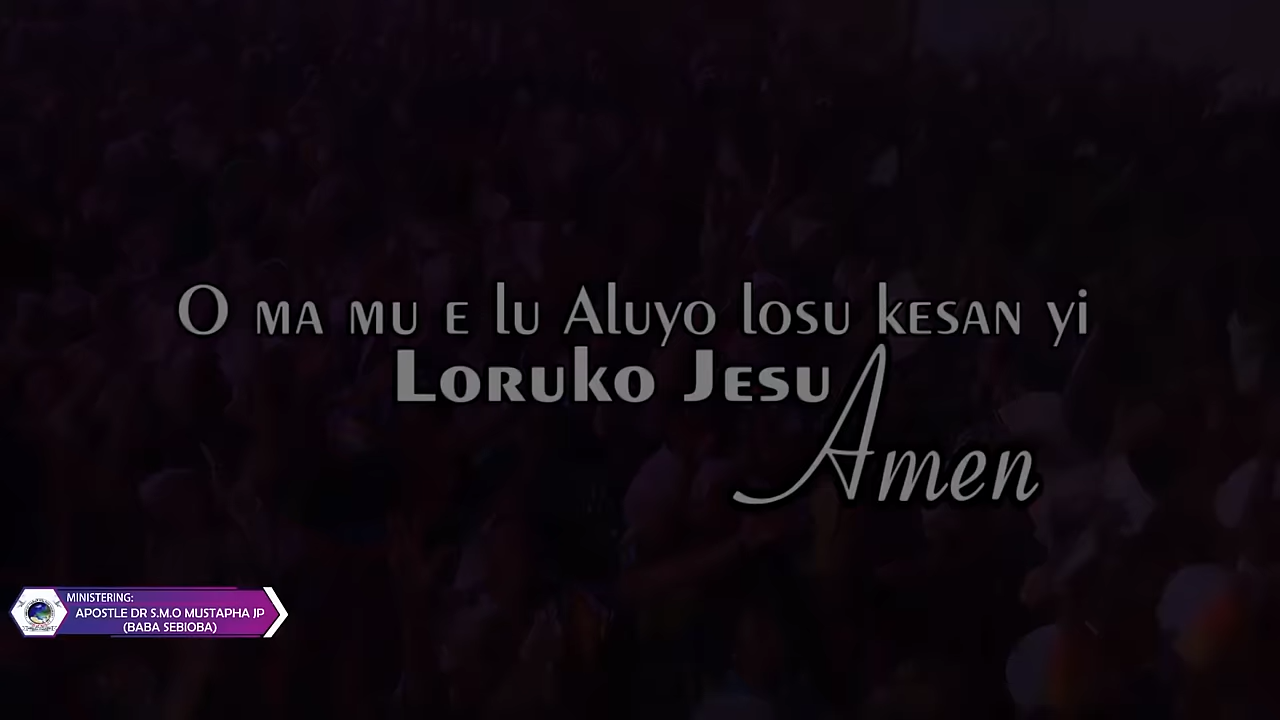 O ma mu e lu Aluyo losu kesan yi
Loruko Jesu
Amen
MINISTERING:
APOSTLE DR S.M.O MUSTAPHA JP
(BABA SEBIOBA)